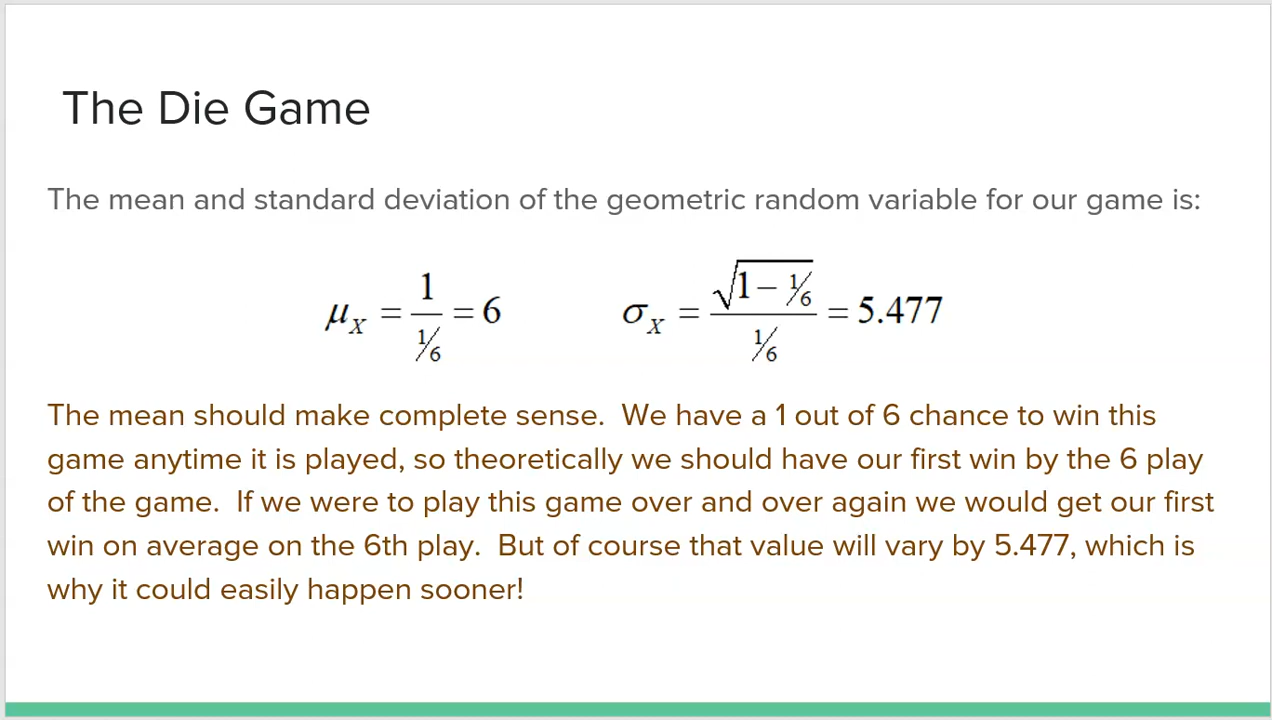 The Die Game
The mean and standard deviation of the geometric random variable for our game is:
μ_X = 1 / (1/6) = 6    σ_X = √(1 − 1/6) / (1/6) = 5.477
The mean should make complete sense.  We have a 1 out of 6 chance to win this
game anytime it is played, so theoretically we should have our first win by the 6 play
of the game.  If we were to play this game over and over again we would get our first
win on average on the 6th play.  But of course that value will vary by 5.477, which is
why it could easily happen sooner!